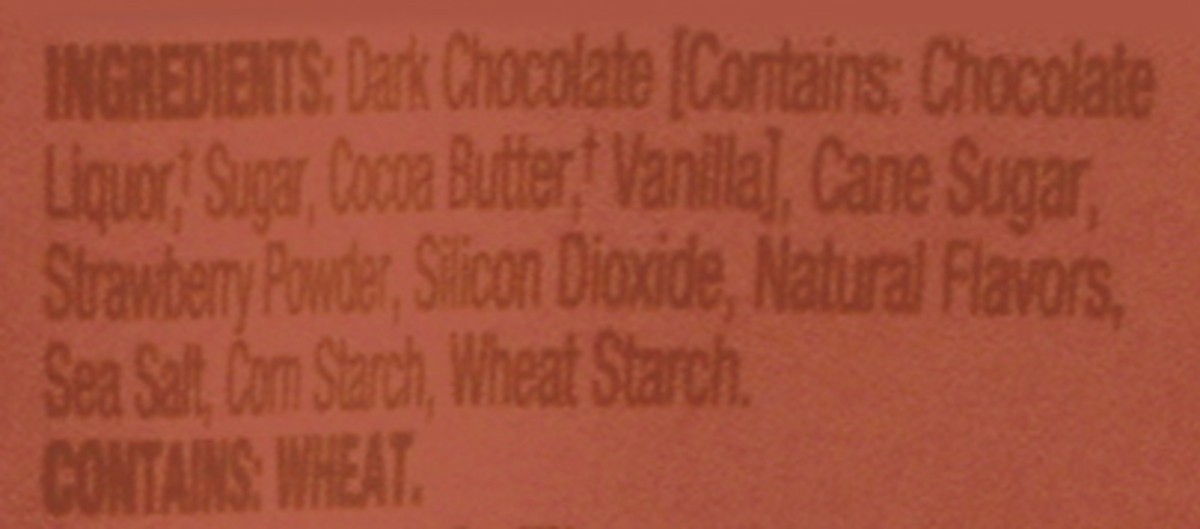 INGREDIENTS: Dark Chocolate [Contains: Chocolate
Liquor,† Sugar, Cocoa Butter,† Vanilla], Cane Sugar,
Strawberry Powder, Silicon Dioxide, Natural Flavors,
Sea Salt, Corn Starch, Wheat Starch.
CONTAINS: WHEAT.